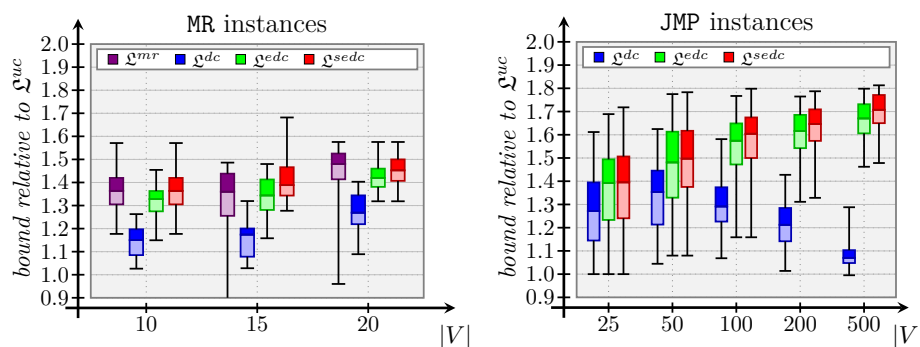 MR instances
𝔏^mr 𝔏^dc 𝔏^edc 𝔏^sedc
bound relative to 𝔏^uc
2.0
1.9
1.8
1.7
1.6
1.5
1.4
1.3
1.2
1.1
1.0
0.9
10 15 20
|V|
JMP instances
𝔏^dc 𝔏^edc 𝔏^sedc
bound relative to 𝔏^uc
2.0
1.9
1.8
1.7
1.6
1.5
1.4
1.3
1.2
1.1
1.0
0.9
25 50 100 200 500
|V|